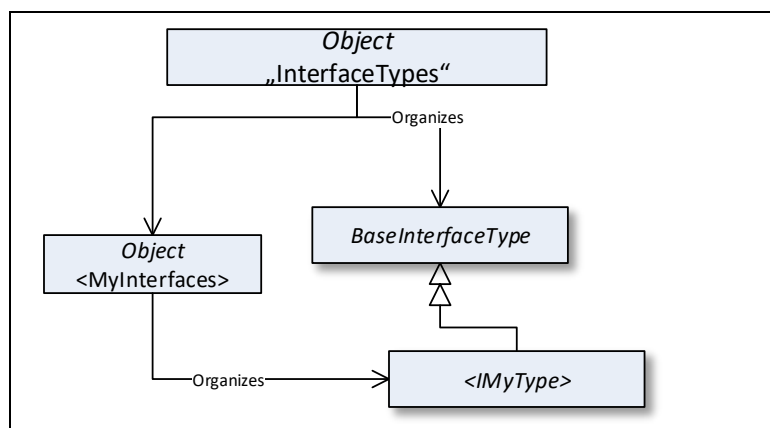 Object
„InterfaceTypes“
Organizes
BaseInterfaceType
Object
<MyInterfaces>
Organizes
<IMyType>